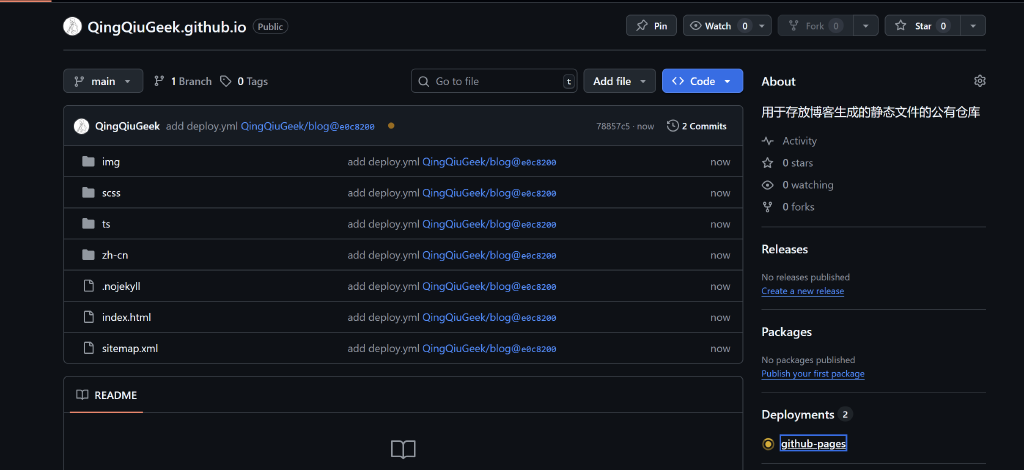 QingQiuGeek.github.io Public Pin Watch 0 Fork 0 Star 0
main 1 Branch 0 Tags Go to file t Add file Code
QingQiuGeek add deploy.yml QingQiuGeek/blog@e0c8200 78857c5 · now 2 Commits
img add deploy.yml QingQiuGeek/blog@e0c8200 now
scss add deploy.yml QingQiuGeek/blog@e0c8200 now
ts add deploy.yml QingQiuGeek/blog@e0c8200 now
zh-cn add deploy.yml QingQiuGeek/blog@e0c8200 now
.nojekyll add deploy.yml QingQiuGeek/blog@e0c8200 now
index.html add deploy.yml QingQiuGeek/blog@e0c8200 now
sitemap.xml add deploy.yml QingQiuGeek/blog@e0c8200 now
README
About
用于存放博客生成的静态文件的公有仓库
Activity
0 stars
0 watching
0 forks
Releases
No releases published
Create a new release
Packages
No packages published
Publish your first package
Deployments 2
github-pages